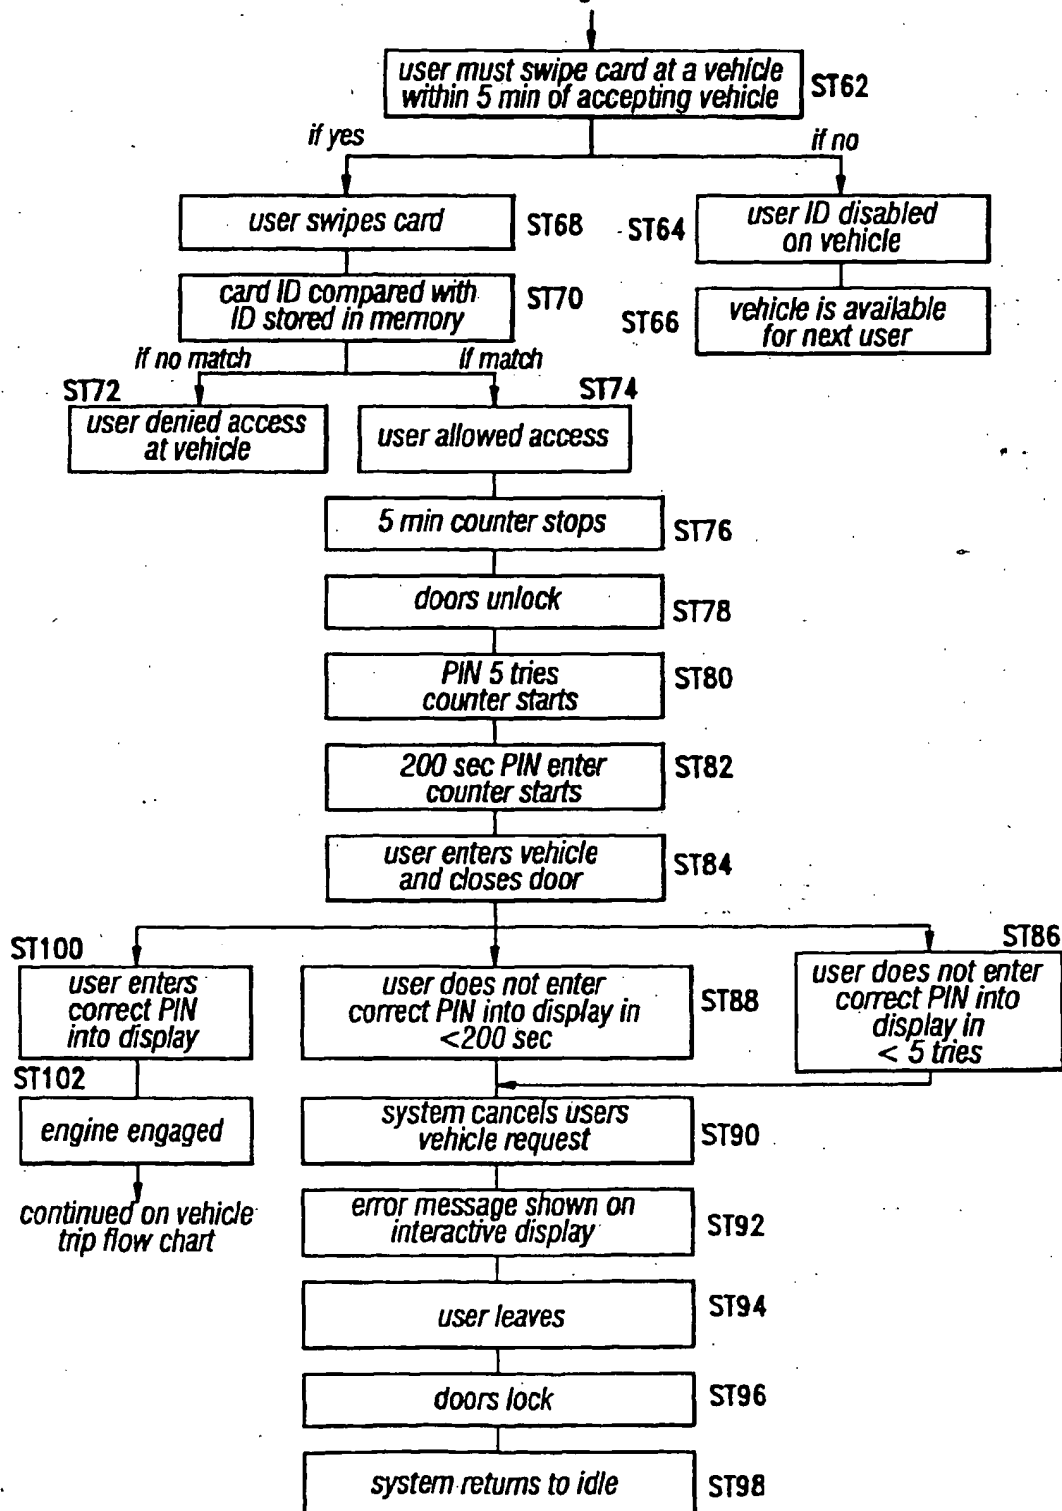 user must swipe card at a vehicle
within 5 min of accepting vehicle
ST62
if yes
if no
user swipes card
ST68
ST64
user ID disabled
on vehicle
card ID compared with
ID stored in memory
ST70
ST66
vehicle is available
for next user
if no match
if match
ST72
user denied access
at vehicle
ST74
user allowed access
5 min counter stops
ST76
doors unlock
ST78
PIN 5 tries
counter starts
ST80
200 sec PIN enter
counter starts
ST82
user enters vehicle
and closes door
ST84
ST100
user enters
correct PIN
into display
user does not enter
correct PIN into display in
<200 sec
ST88
ST86
user does not enter
correct PIN into
display in
< 5 tries
ST102
engine engaged
continued on vehicle
trip flow chart
system cancels users
vehicle request
ST90
error message shown on
interactive display
ST92
user leaves
ST94
doors lock
ST96
system returns to idle
ST98